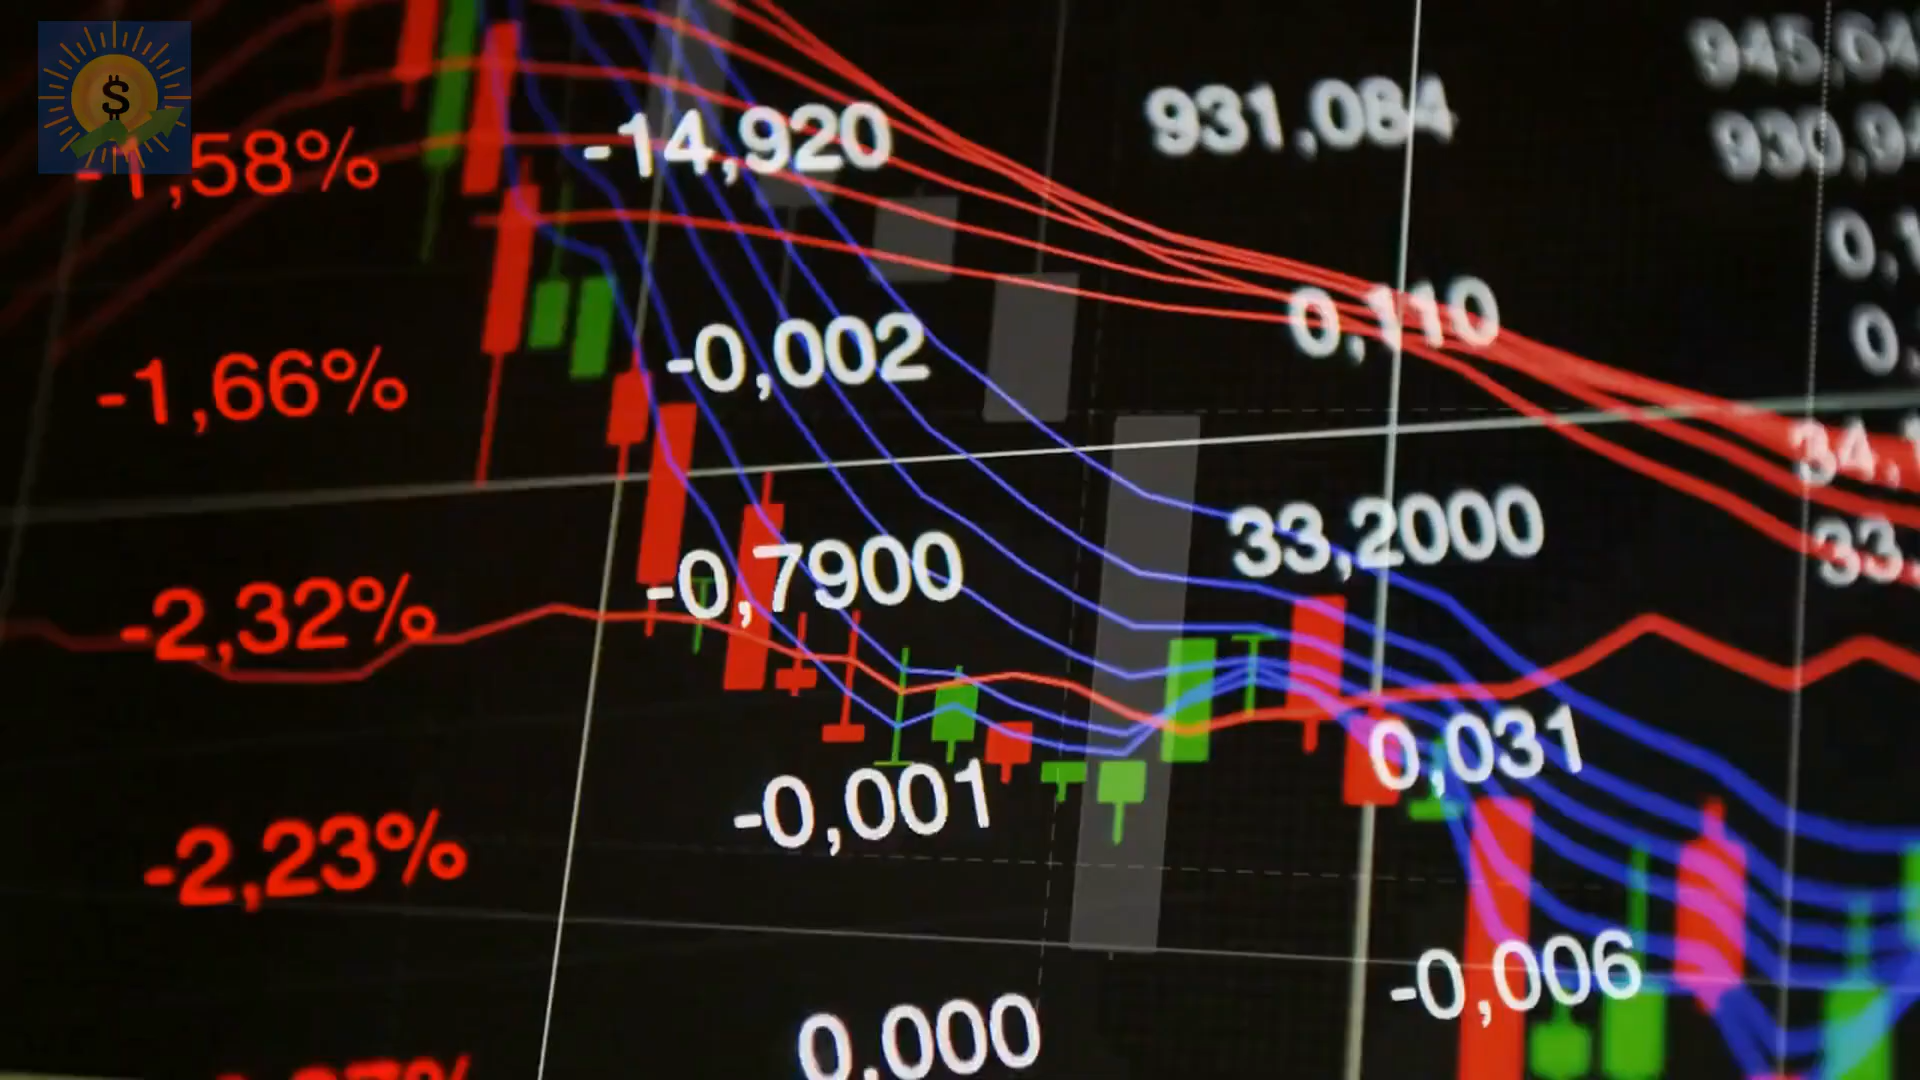 $
-1,58% -14,920 931,084
-1,66% -0,002 0,110
-2,32% -0,7900 33,2000
-2,23% -0,001 0,031
0,000 -0,006